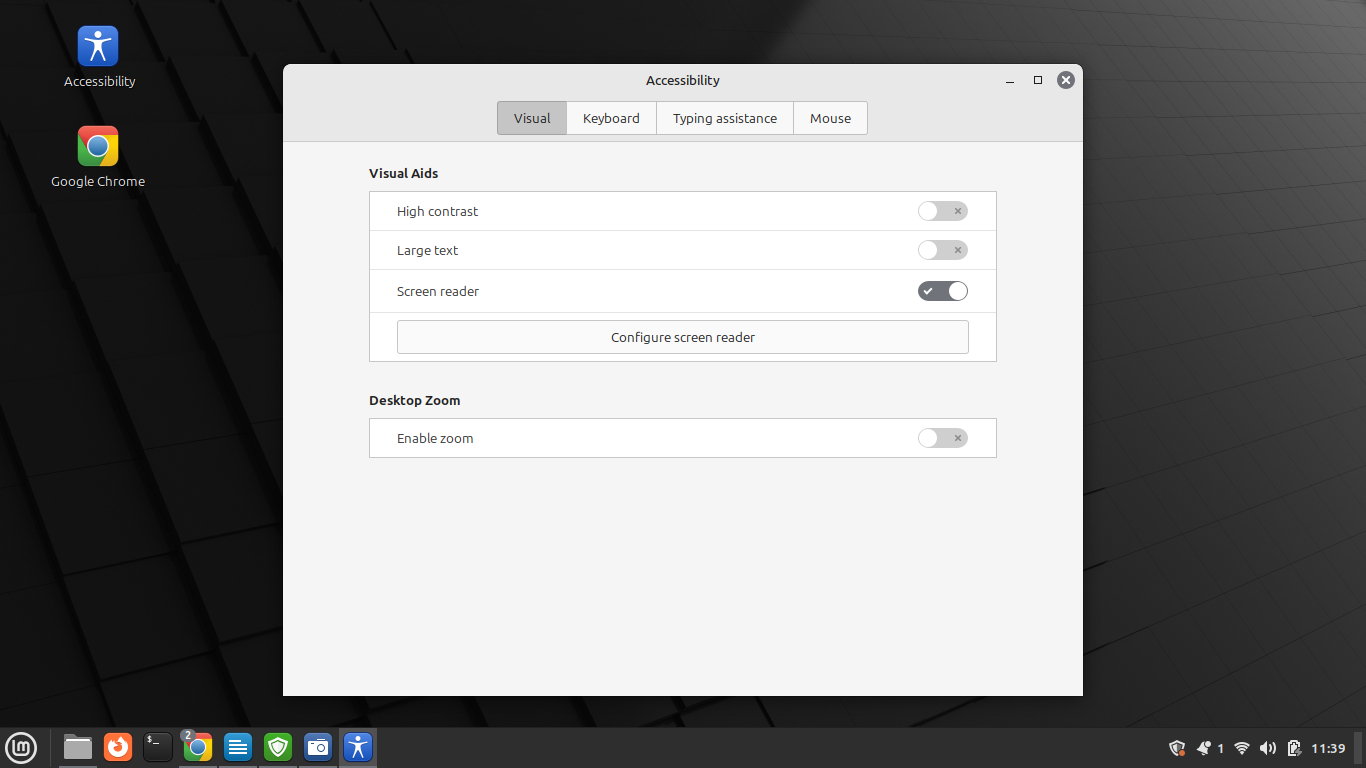 Accessibility
Google Chrome
Accessibility
Visual
Keyboard
Typing assistance
Mouse
Visual Aids
High contrast
Large text
Screen reader
Configure screen reader
Desktop Zoom
Enable zoom
$_
2
lm
1
11:39